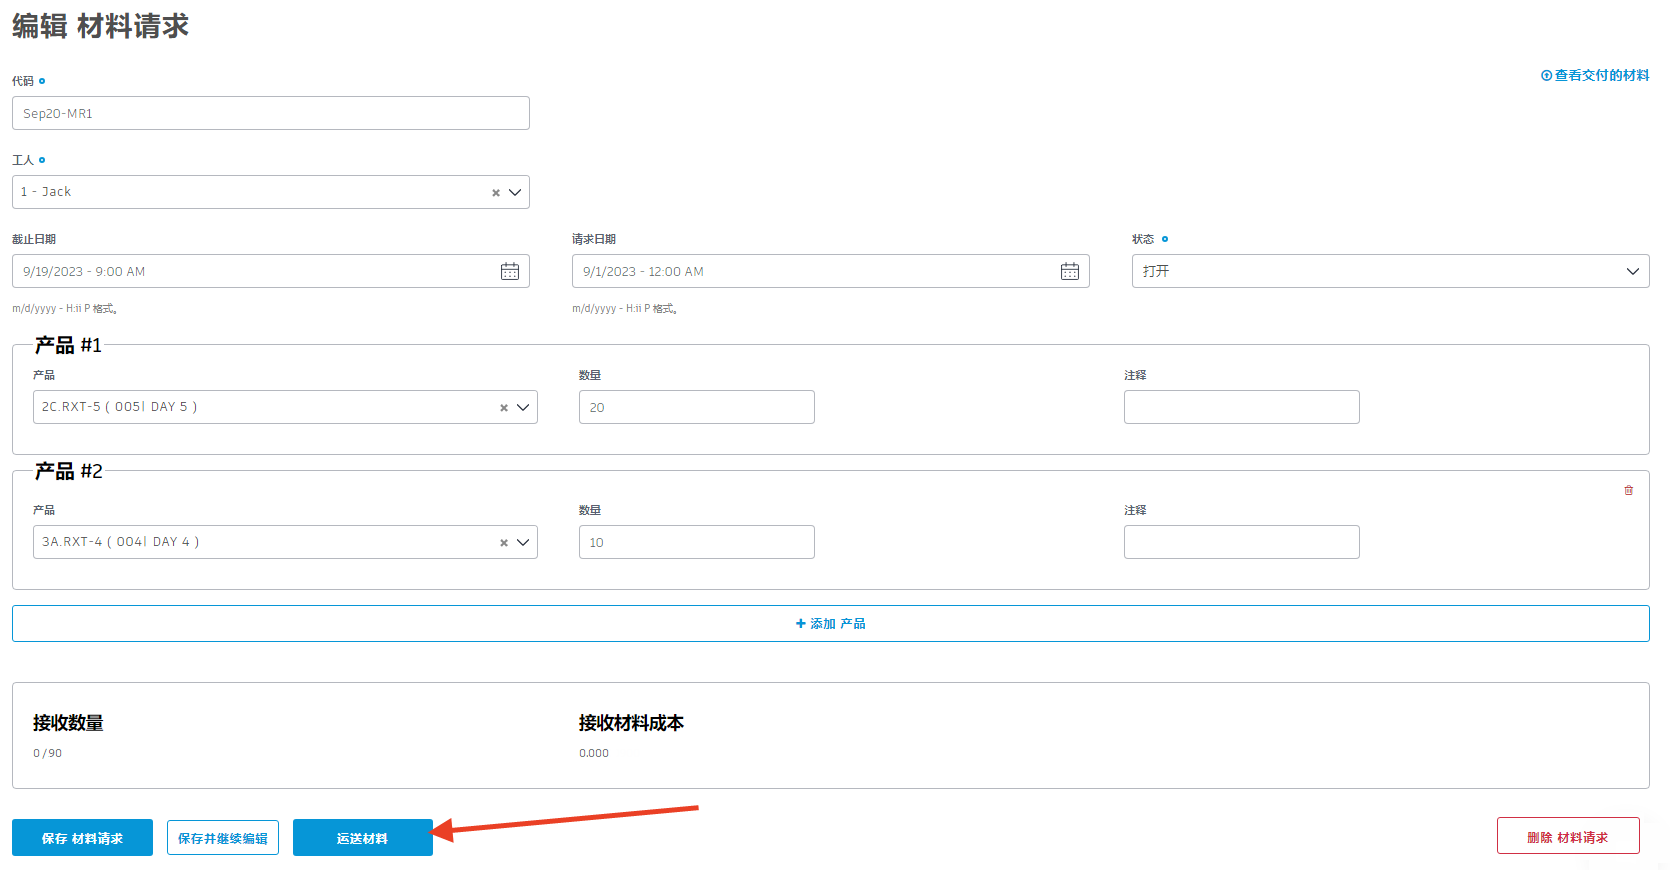 编辑 材料请求
查看交付的材料
代码
Sep20-MR1
工人
1 - Jack
截止日期 请求日期 状态
9/19/2023 - 9:00 AM 9/1/2023 - 12:00 AM 打开
m/d/yyyy - H:ii P 格式。 m/d/yyyy - H:ii P 格式。
产品 #1
产品 数量 注释
2C.RXT-5 ( 005| DAY 5 ) 20
产品 #2
产品 数量 注释
3A.RXT-4 ( 004| DAY 4 ) 10
+ 添加 产品
接收数量 接收材料成本
0 /90 0.000
保存 材料请求 保存并继续编辑 运送材料 删除 材料请求